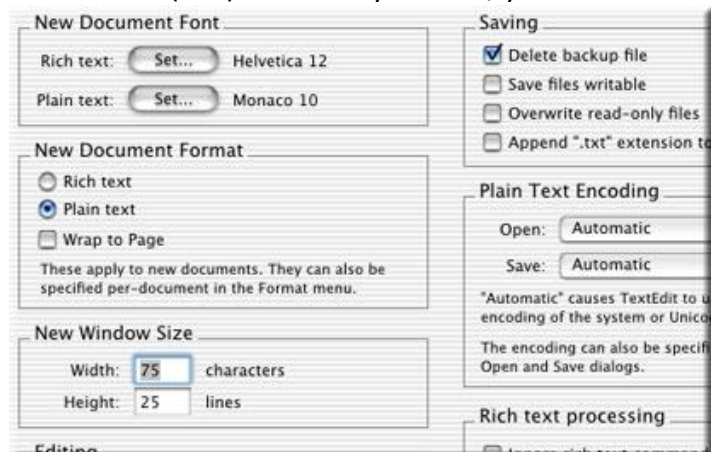 New Document Font
Rich text: Set... Helvetica 12
Plain text: Set... Monaco 10
New Document Format
Rich text
Plain text
Wrap to Page
These apply to new documents. They can also be
specified per-document in the Format menu.
New Window Size
Width: 75 characters
Height: 25 lines
Editing
Saving
Delete backup file
Save files writable
Overwrite read-only files
Append ".txt" extension
Plain Text Encoding
Open: Automatic
Save: Automatic
"Automatic" causes TextEdit to
encoding of the system or
The encoding can also be
Open and Save dialogs.
Rich text processing
Ignore rich text